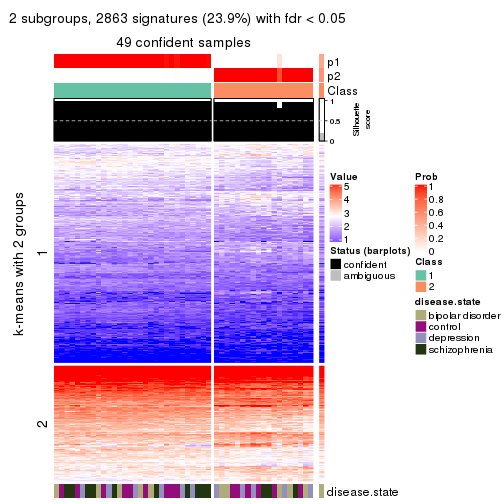 2 subgroups, 2863 signatures (23.9%) with fdr < 0.05
49 confident samples
p1
p2
Class
1
0.5
0
Silhouette
score
k-means with 2 groups
1
2
disease.state
Value
5
4
3
2
1
Status (barplots)
confident
ambiguous
Prob
1
0.8
0.6
0.4
0.2
0
Class
1
2
disease.state
bipolar disorder
control
depression
schizophrenia